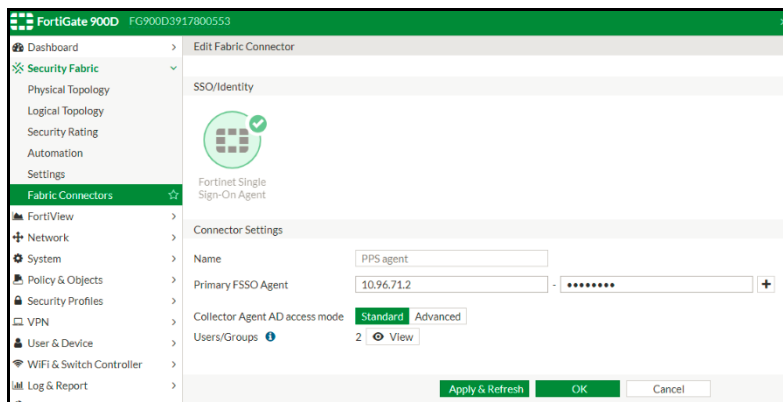 FortiGate 900D FG900D3917800553
Dashboard
Security Fabric
Physical Topology
Logical Topology
Security Rating
Automation
Settings
Fabric Connectors
FortiView
Network
System
Policy & Objects
Security Profiles
VPN
User & Device
WiFi & Switch Controller
Log & Report
Edit Fabric Connector
SSO/Identity
Fortinet Single
Sign-On Agent
Connector Settings
Name PPS agent
Primary FSSO Agent 10.96.71.2 - ••••••••
Collector Agent AD access mode Standard Advanced
Users/Groups 2 View
Apply & Refresh OK Cancel